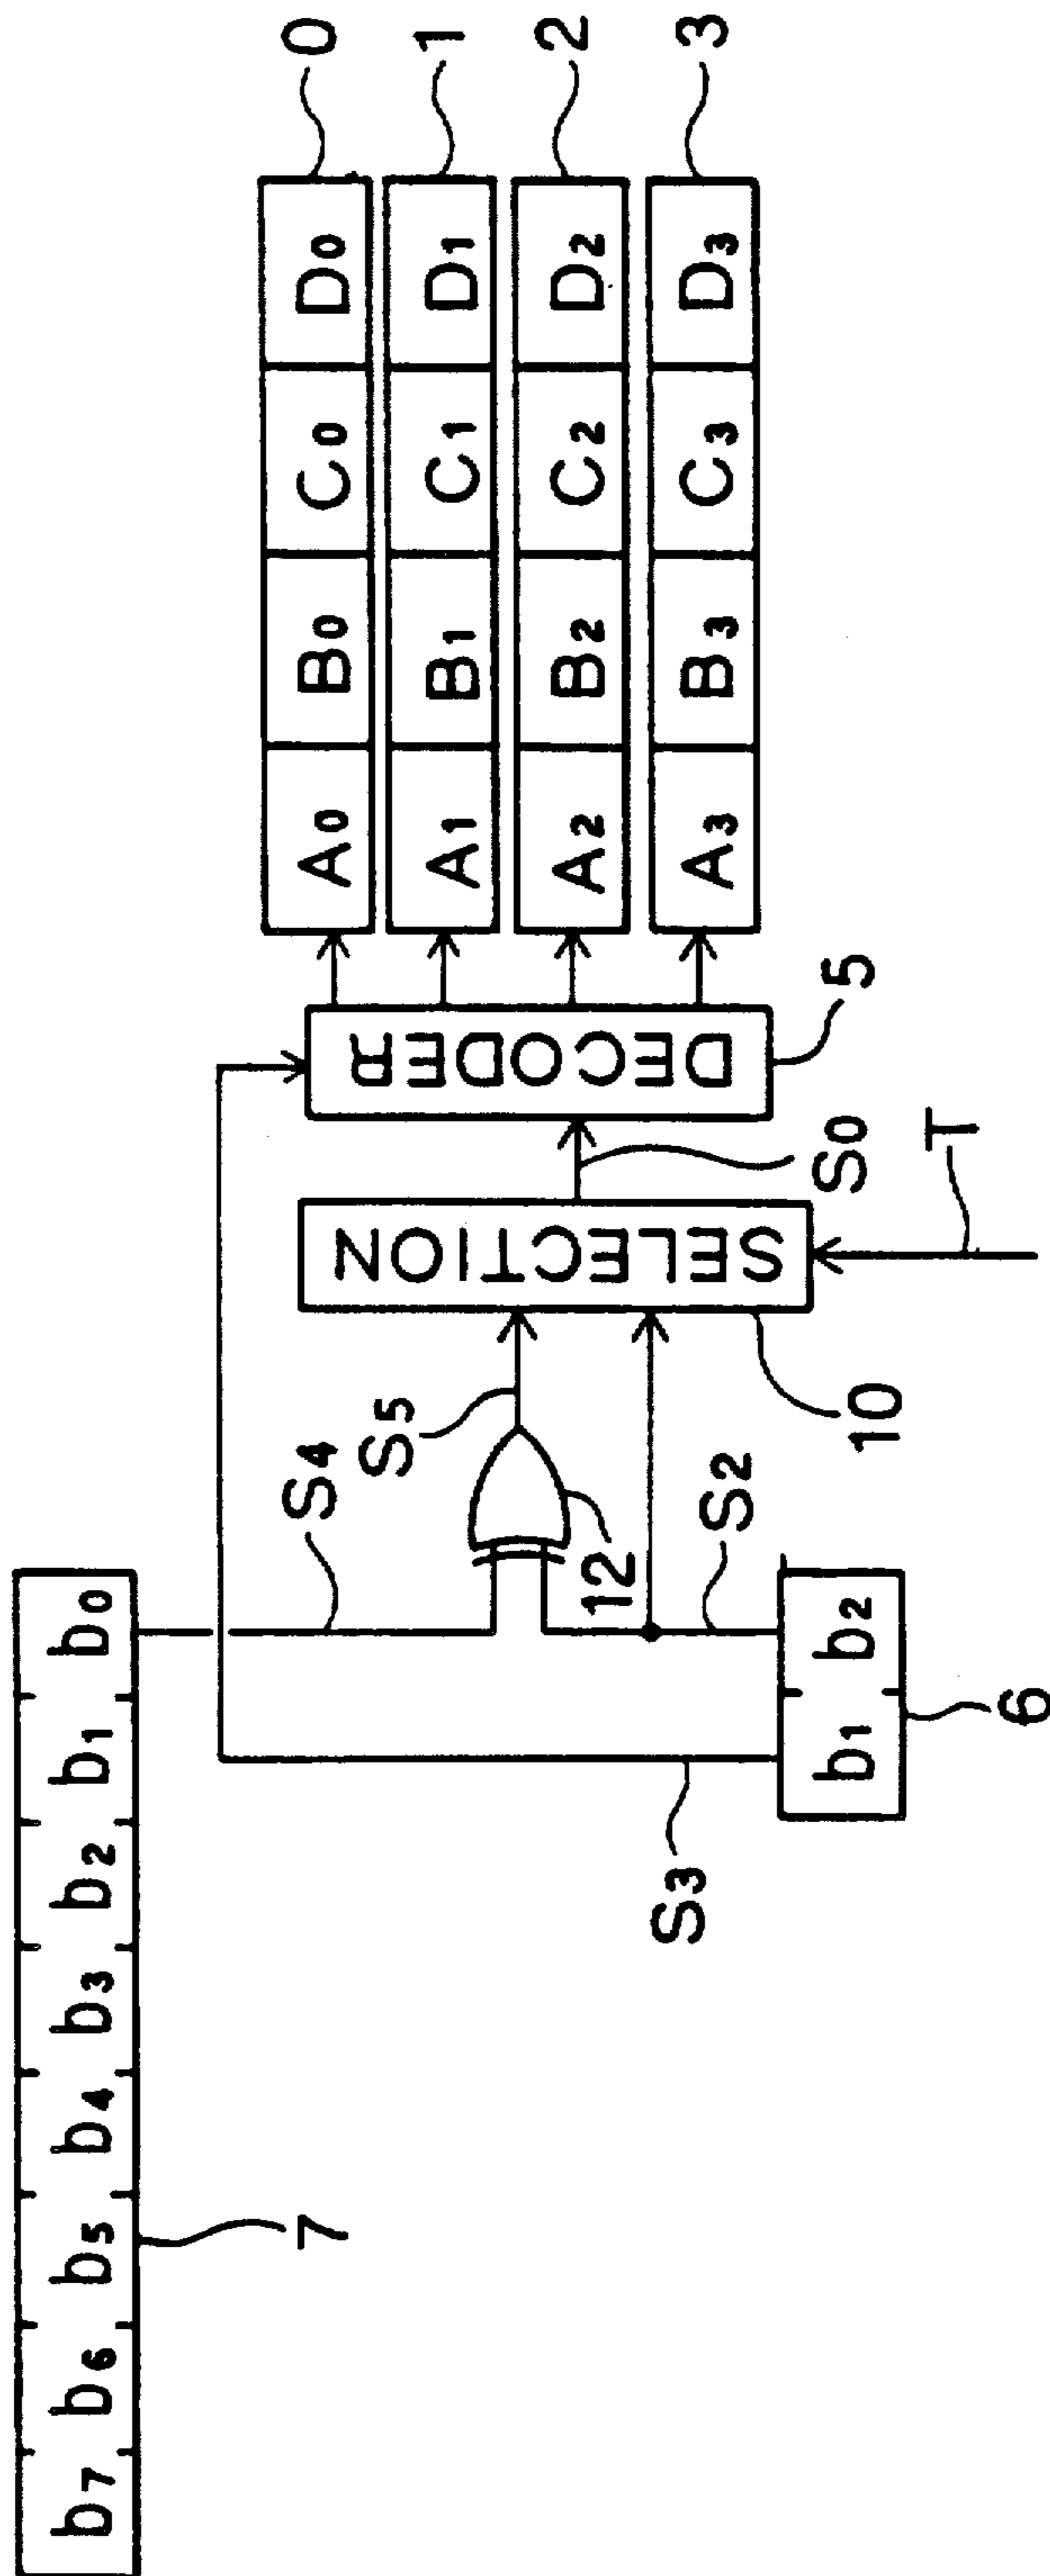 b7 b6 b5 b4 b3 b2 b1 b0
7
S4
S5
12
S3
S2
b1 b2
6
SELECTION
10
T
S0
DECODER
5
A0 B0 C0 D0 0
A1 B1 C1 D1 1
A2 B2 C2 D2 2
A3 B3 C3 D3 3